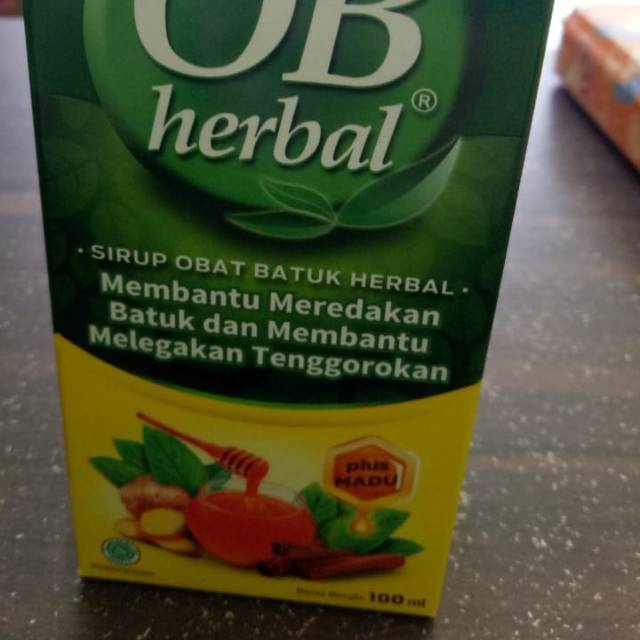 OB
herbal®
• SIRUP OBAT BATUK HERBAL •
Membantu Meredakan
Batuk dan Membantu
Melegakan Tenggorokan
plus
MADU
100 ml